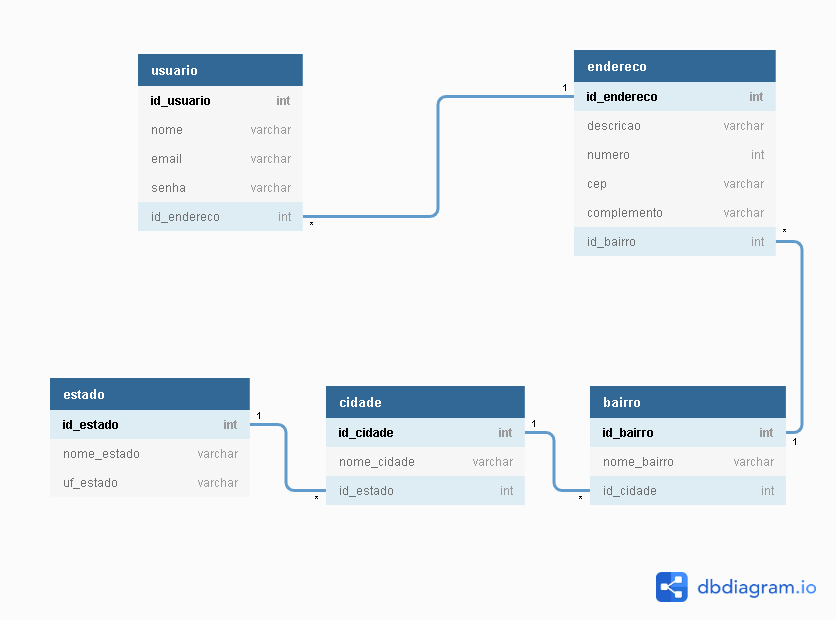 usuario
id_usuario int
nome varchar
email varchar
senha varchar
id_endereco int
*
1
endereco
id_endereco int
descricao varchar
numero int
cep varchar
complemento varchar
id_bairro int
*
estado
id_estado int
nome_estado varchar
uf_estado varchar
1
*
cidade
id_cidade int
nome_cidade varchar
id_estado int
1
*
bairro
id_bairro int
nome_bairro varchar
id_cidade int
1
dbdiagram.io